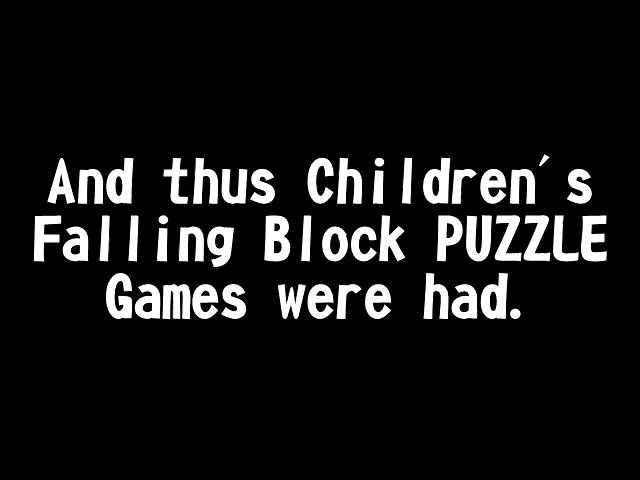 And thus Children's
Falling Block PUZZLE
Games were had.